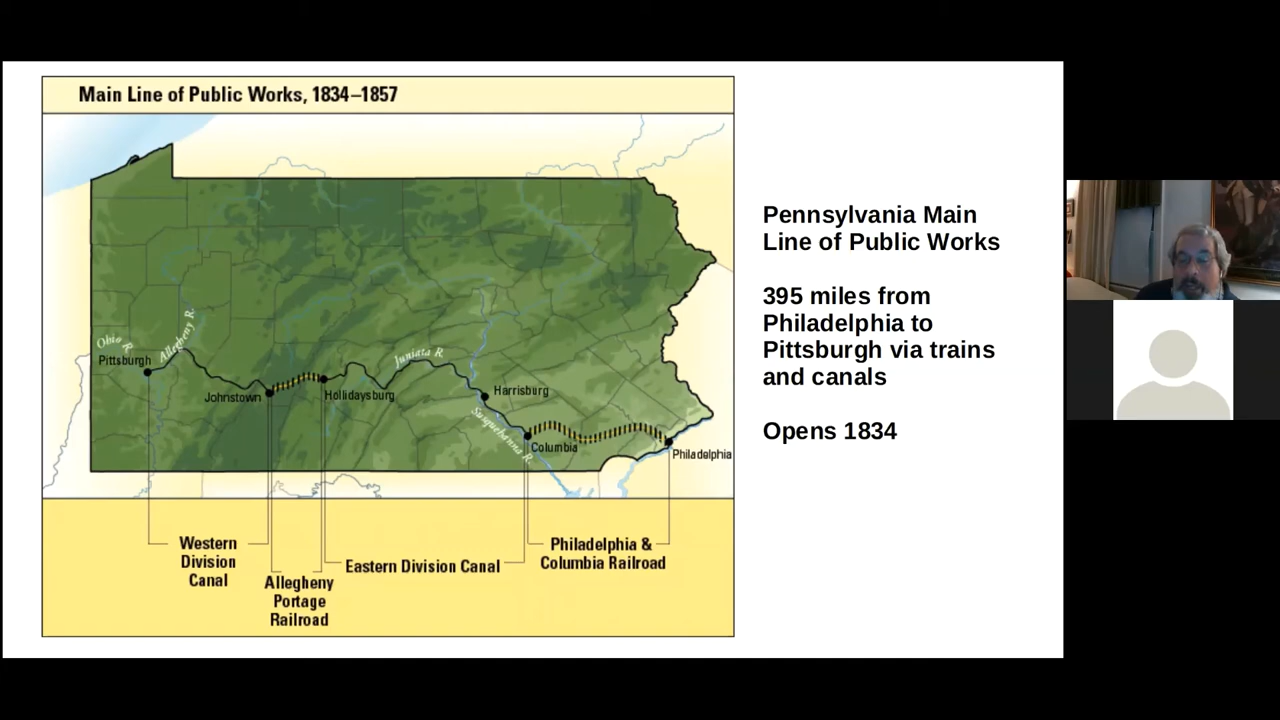 Main Line of Public Works, 1834–1857
Ohio R.
Allegheny R.
Pittsburgh
Johnstown
Hollidaysburg
Juniata R.
Harrisburg
Susquehanna R.
Columbia
Philadelphia
Western
Division
Canal
Allegheny
Portage
Railroad
Eastern Division Canal
Philadelphia &
Columbia Railroad
Pennsylvania Main
Line of Public Works
395 miles from
Philadelphia to
Pittsburgh via trains
and canals
Opens 1834